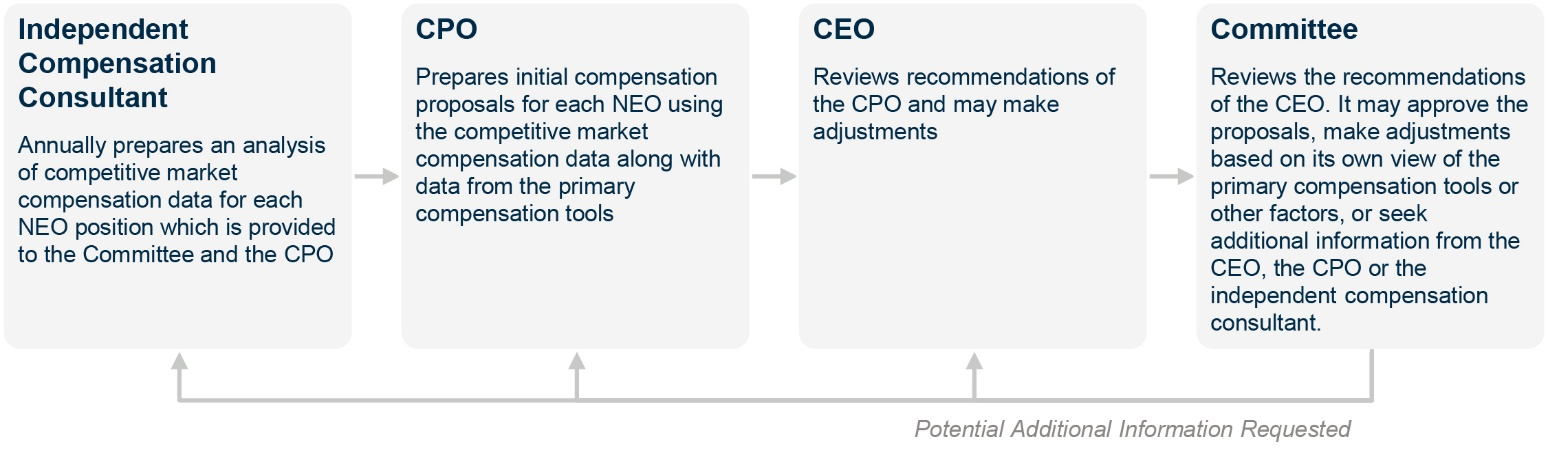 Independent
Compensation
Consultant
Annually prepares an analysis
of competitive market
compensation data for each
NEO position which is provided
to the Committee and the CPO
CPO
Prepares initial compensation
proposals for each NEO using
the competitive market
compensation data along with
data from the primary
compensation tools
CEO
Reviews recommendations of
the CPO and may make
adjustments
Committee
Reviews the recommendations
of the CEO. It may approve the
proposals, make adjustments
based on its own view of the
primary compensation tools or
other factors, or seek
additional information from the
CEO, the CPO or the
independent compensation
consultant.
Potential Additional Information Requested